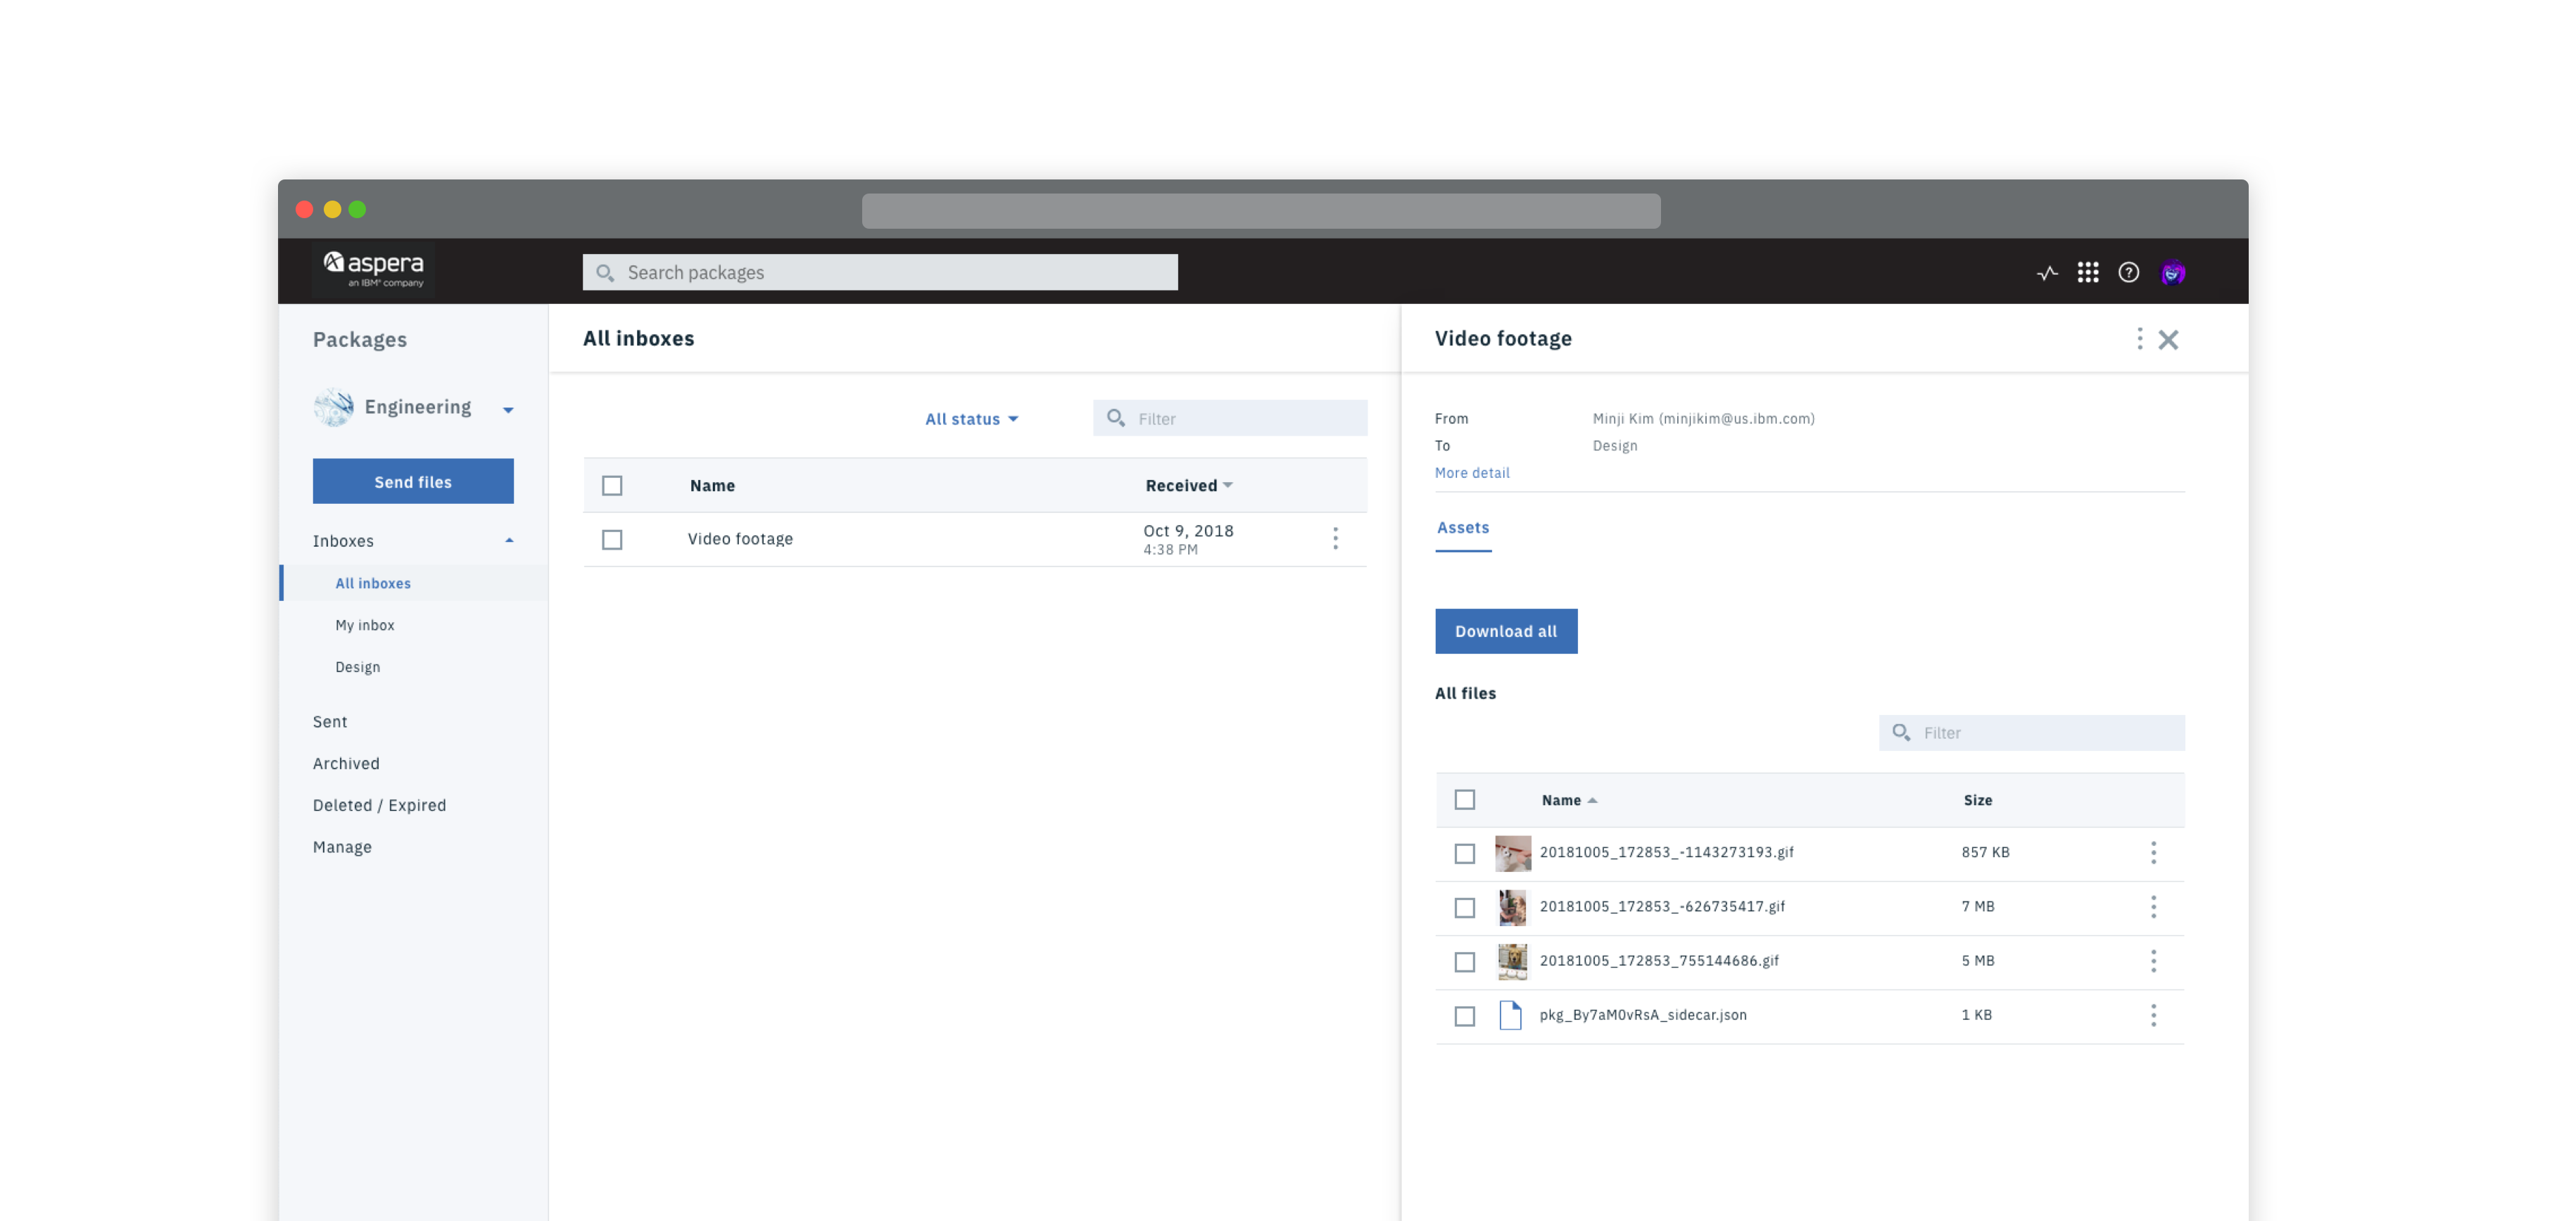 aspera
an IBM® company
Search packages
Packages
Engineering
Send files
Inboxes
All inboxes
My inbox
Design
Sent
Archived
Deleted / Expired
Manage
All inboxes
All status
Filter
Name
Received
Video footage
Oct 9, 2018
4:38 PM
Video footage
From
Minji Kim (minjikim@us.ibm.com)
To
Design
More detail
Assets
Download all
All files
Filter
Name
Size
20181005_172853_-1143273193.gif
857 KB
20181005_172853_-626735417.gif
7 MB
20181005_172853_755144686.gif
5 MB
pkg_By7aM0vRsA_sidecar.json
1 KB